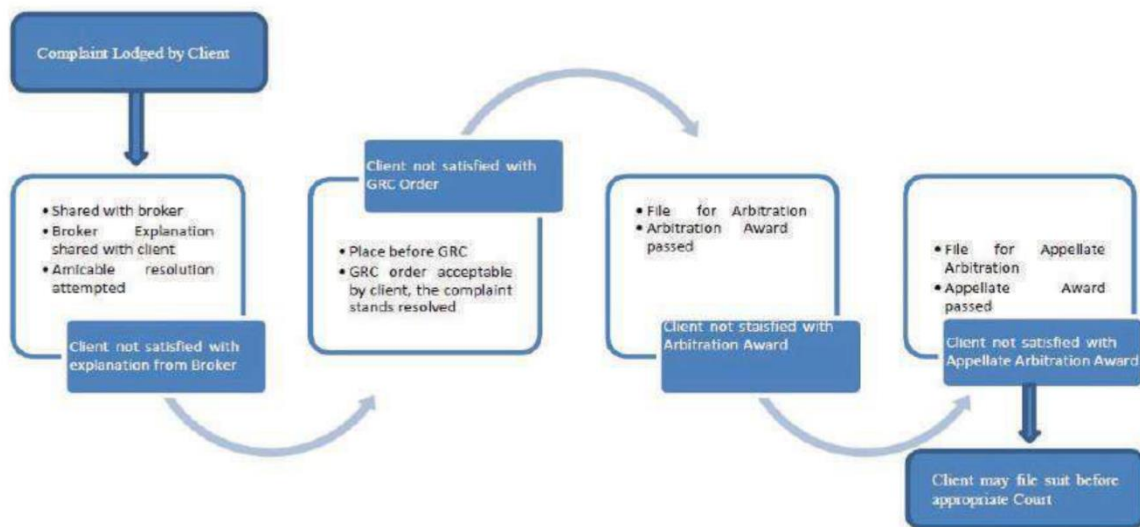 Complaint Lodged by Client
• Shared with broker
• Broker Explanation
shared with client
• Amicable resolution
attempted
Client not satisfied with
explanation from Broker
Client not satisfied with
GRC Order
• Place before GRC
• GRC order acceptable
by client, the complaint
stands resolved
• File for Arbitration
• Arbitration Award
passed
Client not staisfied with
Arbitration Award
• File for Appellate
Arbitration
• Appellate Award
passed
Client not satisfied with
Appellate Arbitration Award
Client may file suit before
appropriate Court